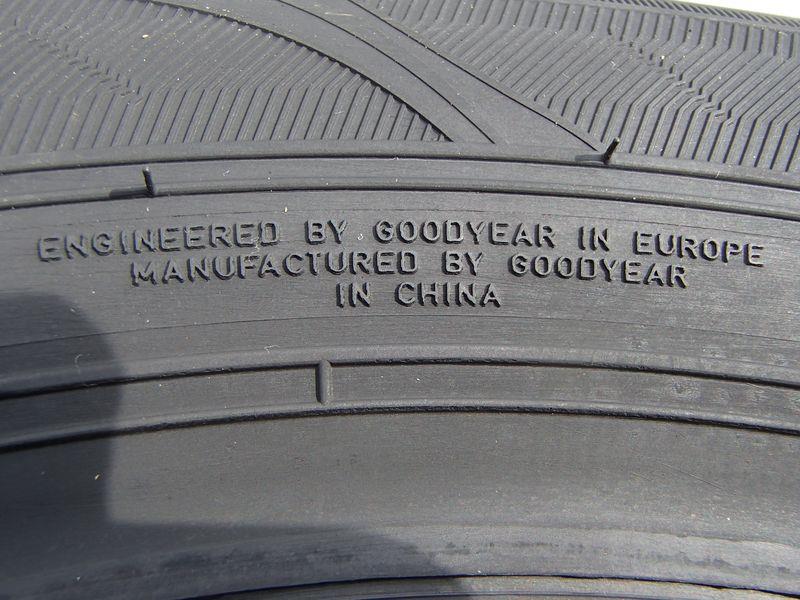 ENGINEERED BY GOODYEAR IN EUROPE
MANUFACTURED BY GOODYEAR
IN CHINA